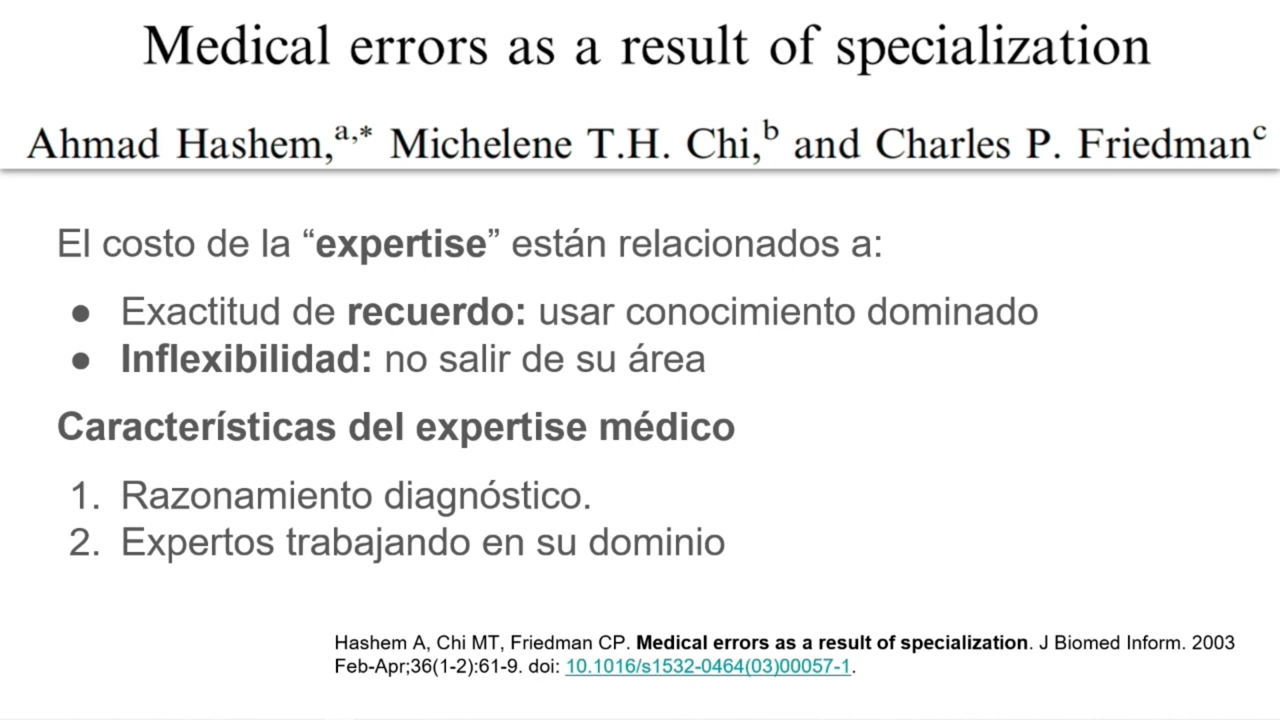 Medical errors as a result of specialization
Ahmad Hashem,a,* Michelene T.H. Chi,b and Charles P. Friedmanc
El costo de la “expertise” están relacionados a:
● Exactitud de recuerdo: usar conocimiento dominado
● Inflexibilidad: no salir de su área
Características del expertise médico
1. Razonamiento diagnóstico.
2. Expertos trabajando en su dominio
Hashem A, Chi MT, Friedman CP. Medical errors as a result of specialization. J Biomed Inform. 2003
Feb-Apr;36(1-2):61-9. doi: 10.1016/s1532-0464(03)00057-1.